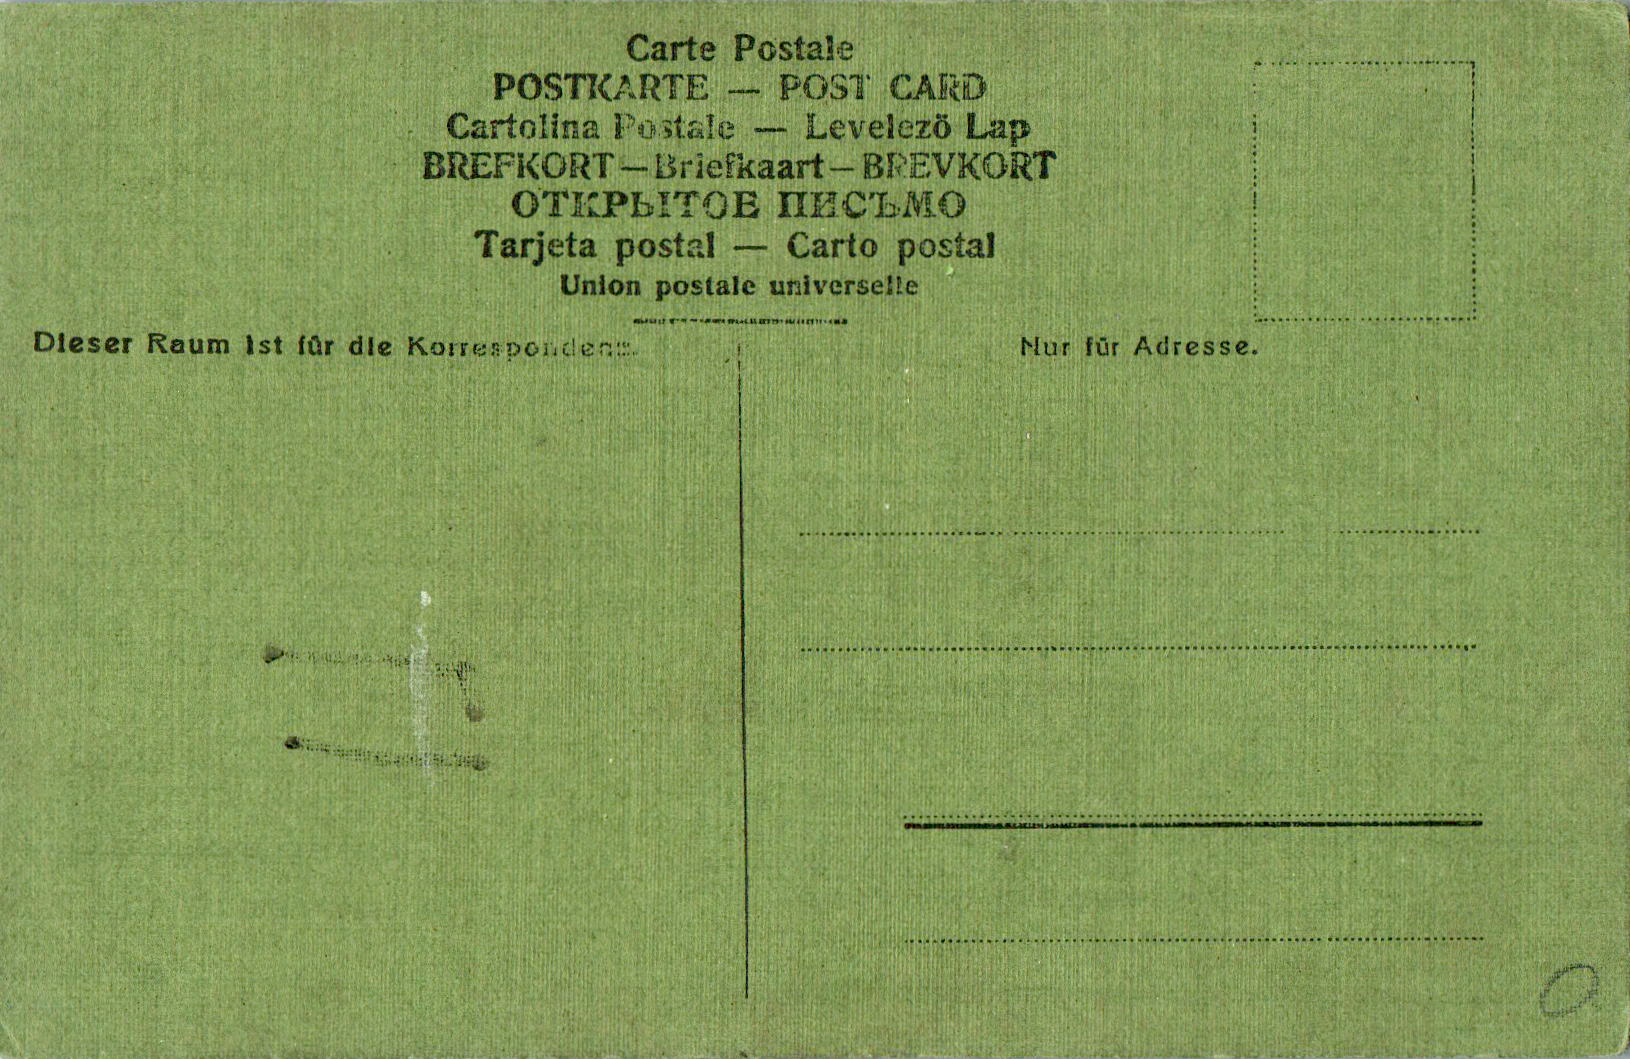 Carte Postale
POSTKARTE — POST CARD
Cartolina Postale — Levelező Lap
BREFKORT — Briefkaart — BREVKORT
ОТКРЫТОЕ ПИСЬМО
Tarjeta postal — Carto postal
Union postale universelle
Dieser Raum ist für die Korrespondenz.
Nur für Adresse.